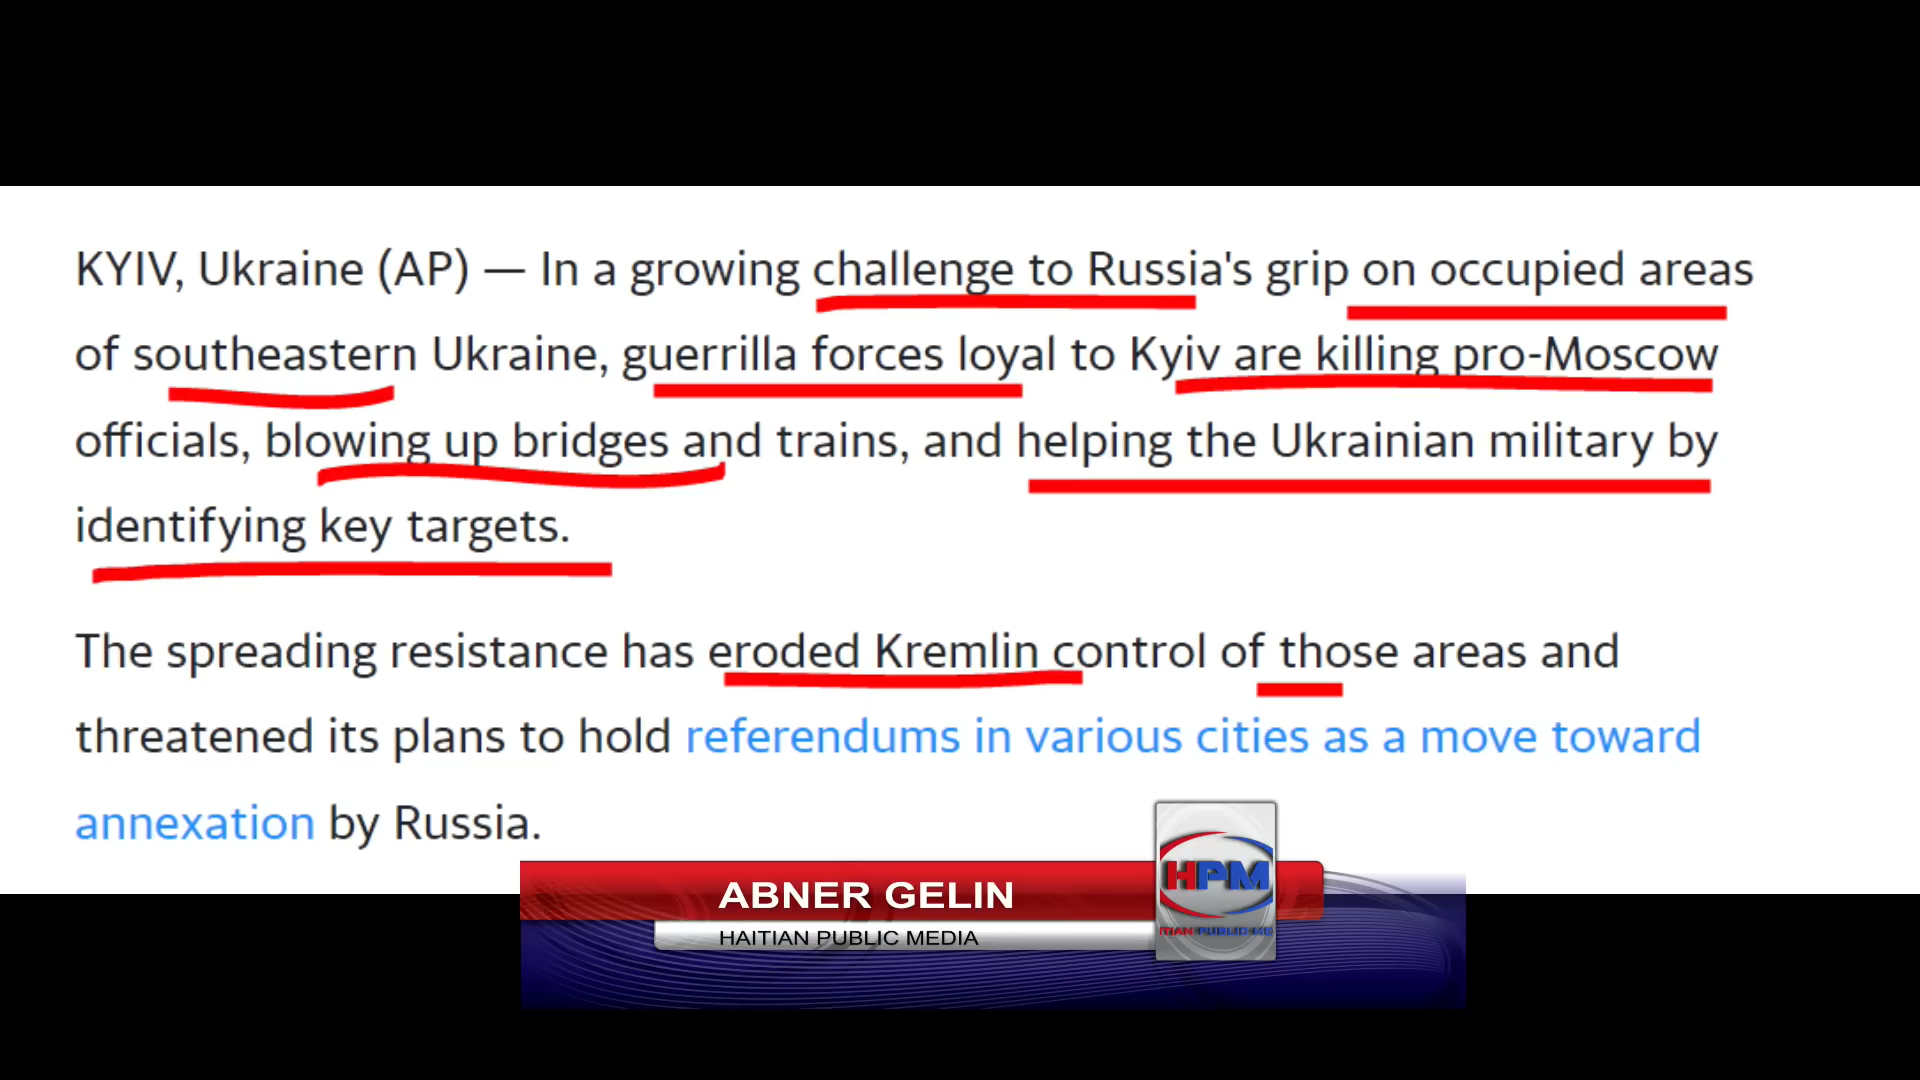 KYIV, Ukraine (AP) — In a growing challenge to Russia's grip on occupied areas
of southeastern Ukraine, guerrilla forces loyal to Kyiv are killing pro-Moscow
officials, blowing up bridges and trains, and helping the Ukrainian military by
identifying key targets.
The spreading resistance has eroded Kremlin control of those areas and
threatened its plans to hold referendums in various cities as a move toward
annexation by Russia.
HPM
ABNER GELIN
ITIAN PUBLIC ME
HAITIAN PUBLIC MEDIA